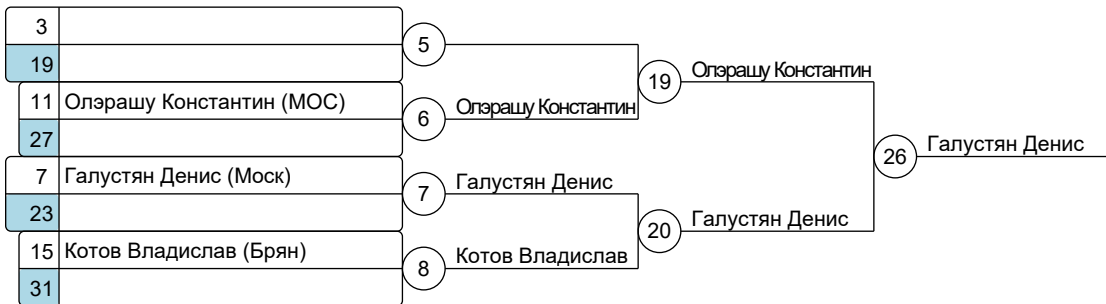 3
5
19
19 Олэрашу Константин
11 Олэрашу Константин (МОС)
6 Олэрашу Константин
27
26 Галустян Денис
7 Галустян Денис (Моск)
7 Галустян Денис
23
20 Галустян Денис
15 Котов Владислав (Брян)
8 Котов Владислав
31